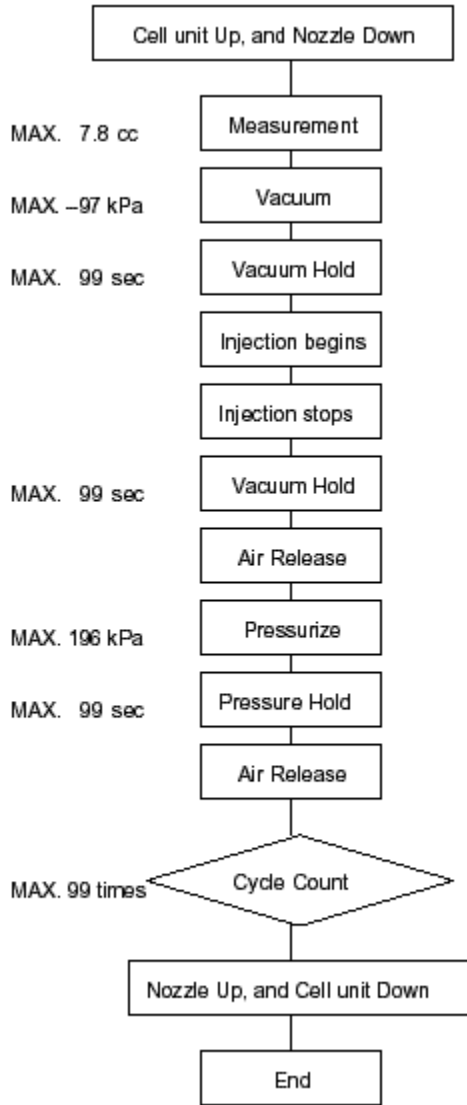 Cell unit Up, and Nozzle Down
MAX. 7.8 cc Measurement
MAX. –97 kPa Vacuum
MAX. 99 sec Vacuum Hold
Injection begins
Injection stops
MAX. 99 sec Vacuum Hold
Air Release
MAX. 196 kPa Pressurize
MAX. 99 sec Pressure Hold
Air Release
MAX. 99 times Cycle Count
Nozzle Up, and Cell unit Down
End